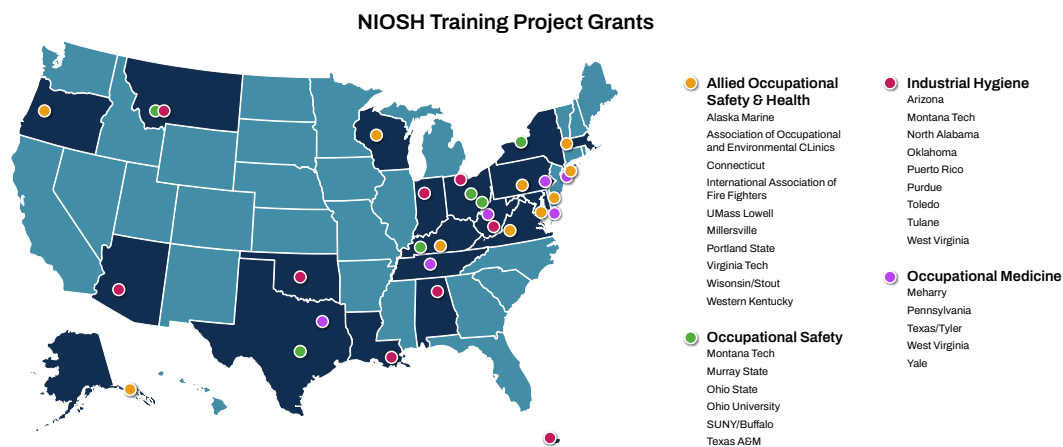 NIOSH Training Project Grants
Allied Occupational
Safety & Health
Alaska Marine
Association of Occupational
and Environmental CLinics
Connecticut
International Association of
Fire Fighters
UMass Lowell
Millersville
Portland State
Virginia Tech
Wisonsin/Stout
Western Kentucky
Occupational Safety
Montana Tech
Murray State
Ohio State
Ohio University
SUNY/Buffalo
Texas A&M
Industrial Hygiene
Arizona
Montana Tech
North Alabama
Oklahoma
Puerto Rico
Purdue
Toledo
Tulane
West Virginia
Occupational Medicine
Meharry
Pennsylvania
Texas/Tyler
West Virginia
Yale